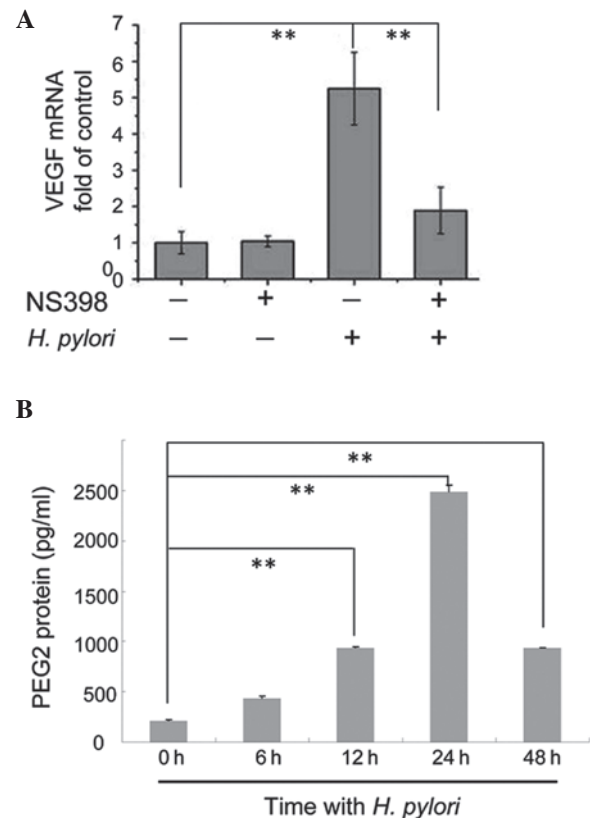 A
VEGF mRNA
fold of control
7
6
5
4
3
2
1
0
0
** **
NS398 – + – +
H. pylori – – + +
B
PEG2 protein (pg/ml)
2500
2000
1500
1000
500
0
**
**
**
0 h 6 h 12 h 24 h 48 h
Time with H. pylori